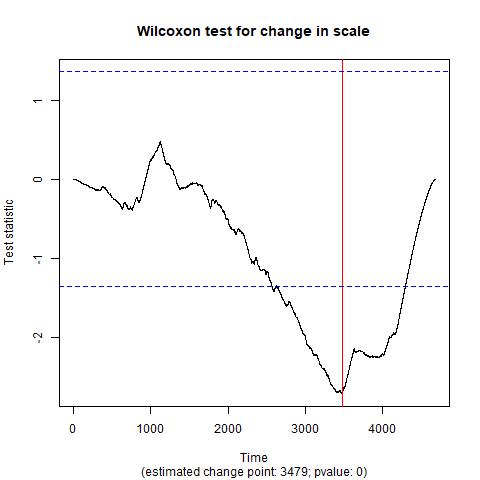 Wilcoxon test for change in scale
Test statistic
1
0
-1
-2
0 1000 2000 3000 4000
Time
(estimated change point: 3479; pvalue: 0)